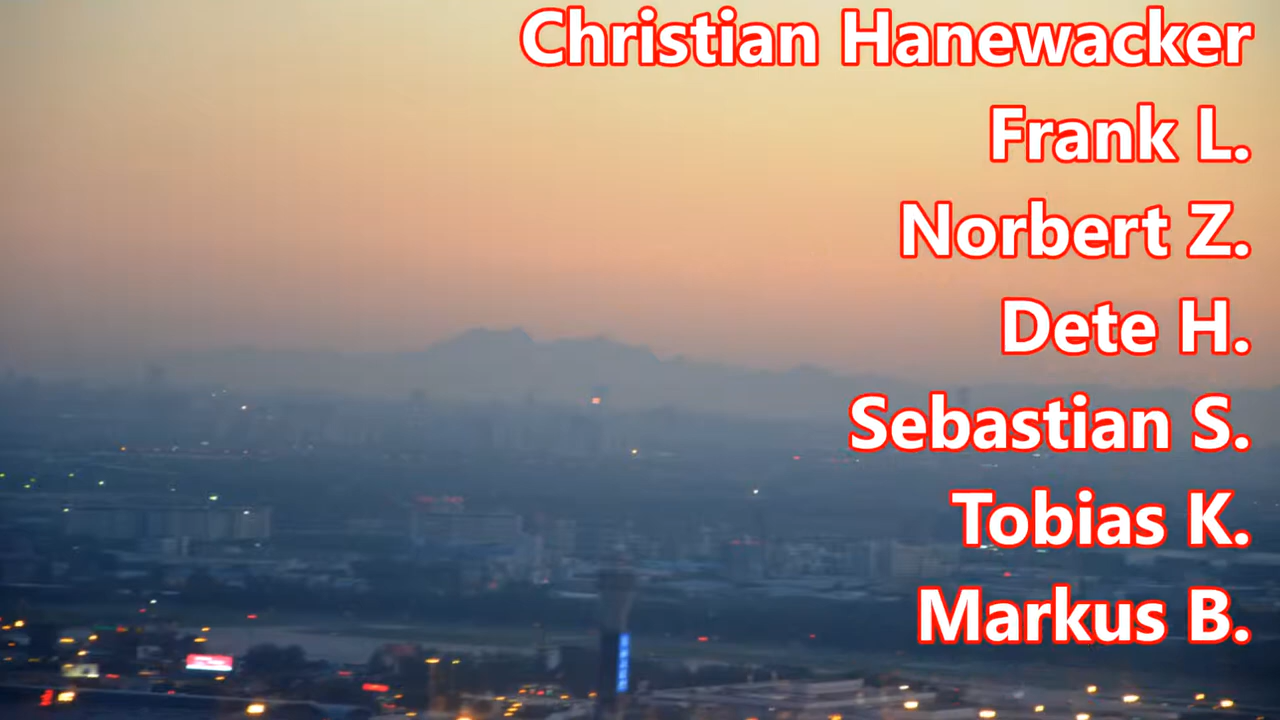 Christian Hanewacker
Frank L.
Norbert Z.
Dete H.
Sebastian S.
Tobias K.
Markus B.